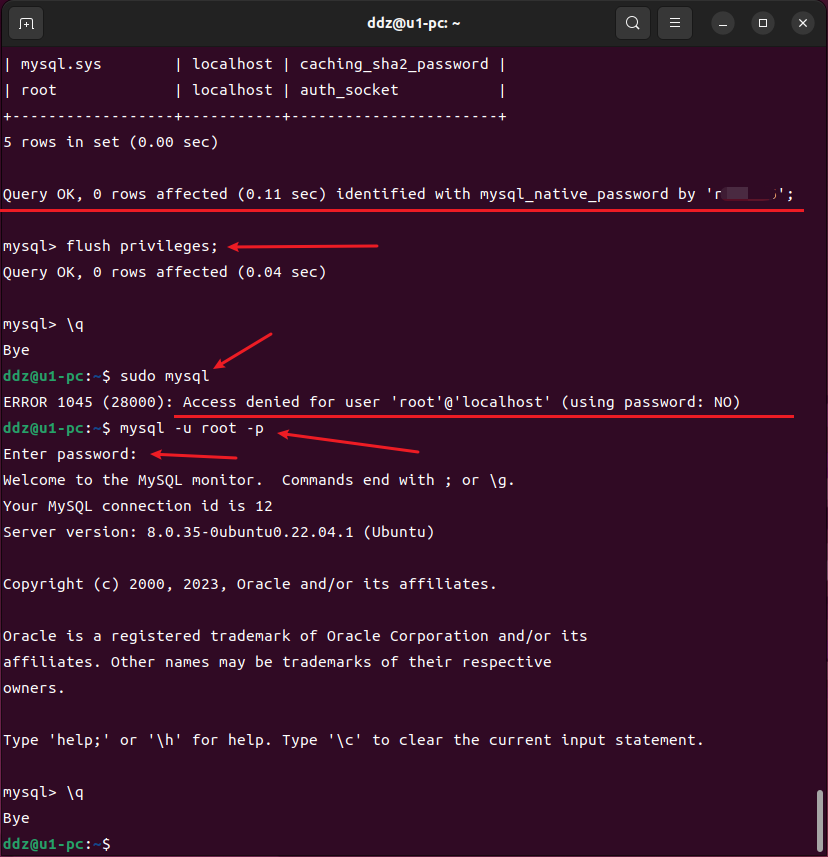 ddz@u1-pc: ~
| mysql.sys        | localhost | caching_sha2_password |
| root             | localhost | auth_socket           |
+------------------+-----------+-----------------------+
5 rows in set (0.00 sec)
Query OK, 0 rows affected (0.11 sec) identified with mysql_native_password by 'r';
mysql> flush privileges;
Query OK, 0 rows affected (0.04 sec)
mysql> \q
Bye
ddz@u1-pc:~$ sudo mysql
ERROR 1045 (28000): Access denied for user 'root'@'localhost' (using password: NO)
ddz@u1-pc:~$ mysql -u root -p
Enter password:
Welcome to the MySQL monitor.  Commands end with ; or \g.
Your MySQL connection id is 12
Server version: 8.0.35-0ubuntu0.22.04.1 (Ubuntu)
Copyright (c) 2000, 2023, Oracle and/or its affiliates.
Oracle is a registered trademark of Oracle Corporation and/or its
affiliates. Other names may be trademarks of their respective
owners.
Type 'help;' or '\h' for help. Type '\c' to clear the current input statement.
mysql> \q
Bye
ddz@u1-pc:~$